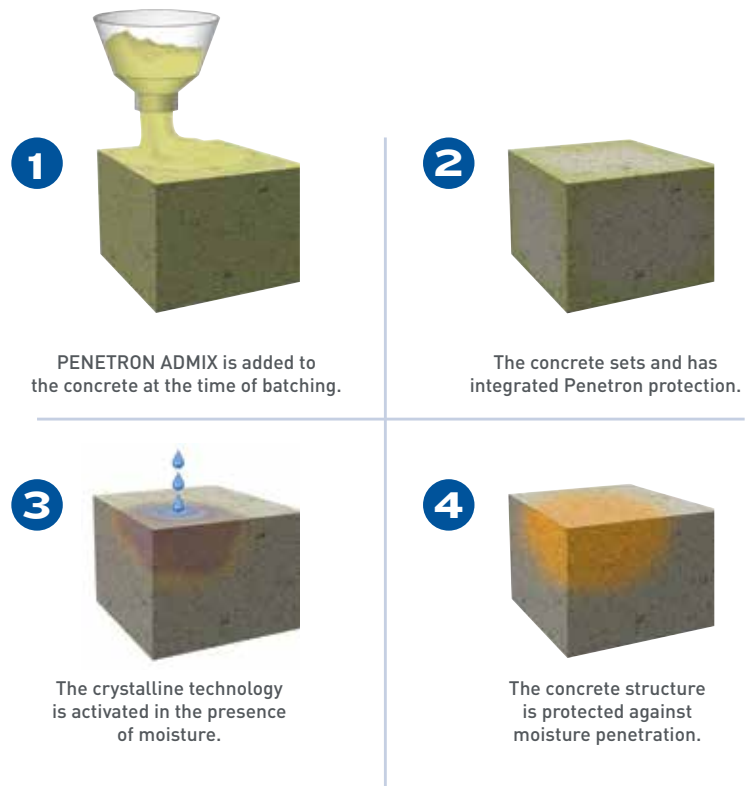 1
PENETRON ADMIX is added to
the concrete at the time of batching.
2
The concrete sets and has
integrated Penetron protection.
3
The crystalline technology
is activated in the presence
of moisture.
4
The concrete structure
is protected against
moisture penetration.